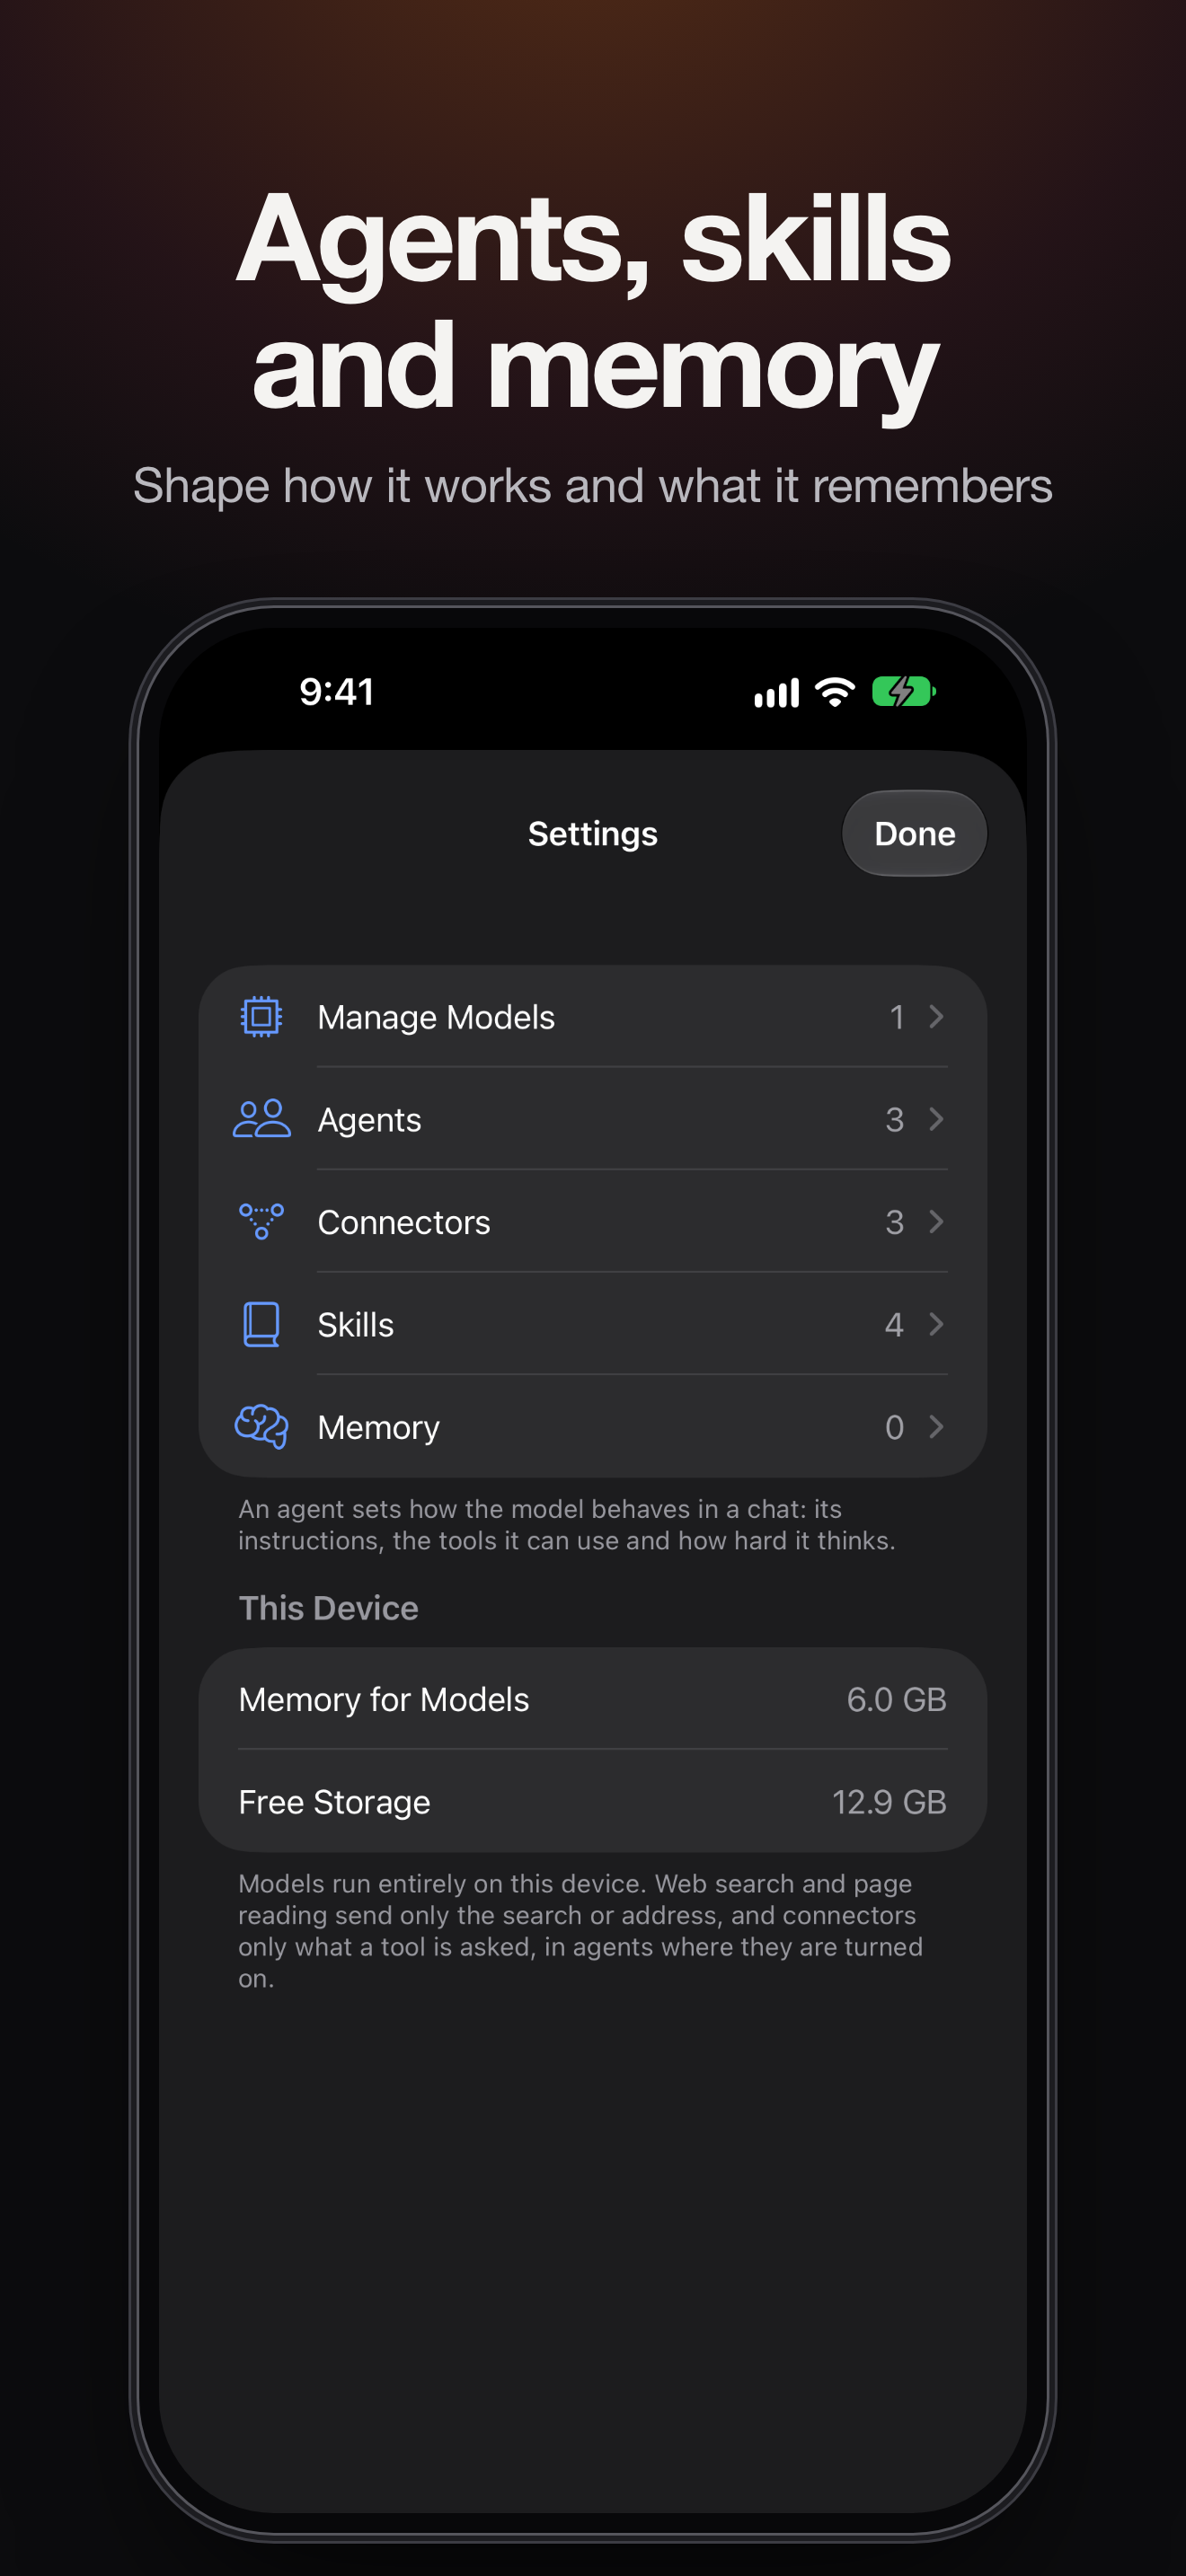 Agents, skills
and memory
Shape how it works and what it remembers
9:41
Settings
Done
Manage Models 1
Agents 3
Connectors 3
Skills 4
Memory 0
An agent sets how the model behaves in a chat: its
instructions, the tools it can use and how hard it thinks.
This Device
Memory for Models 6.0 GB
Free Storage 12.9 GB
Models run entirely on this device. Web search and page
reading send only the search or address, and connectors
only what a tool is asked, in agents where they are turned
on.